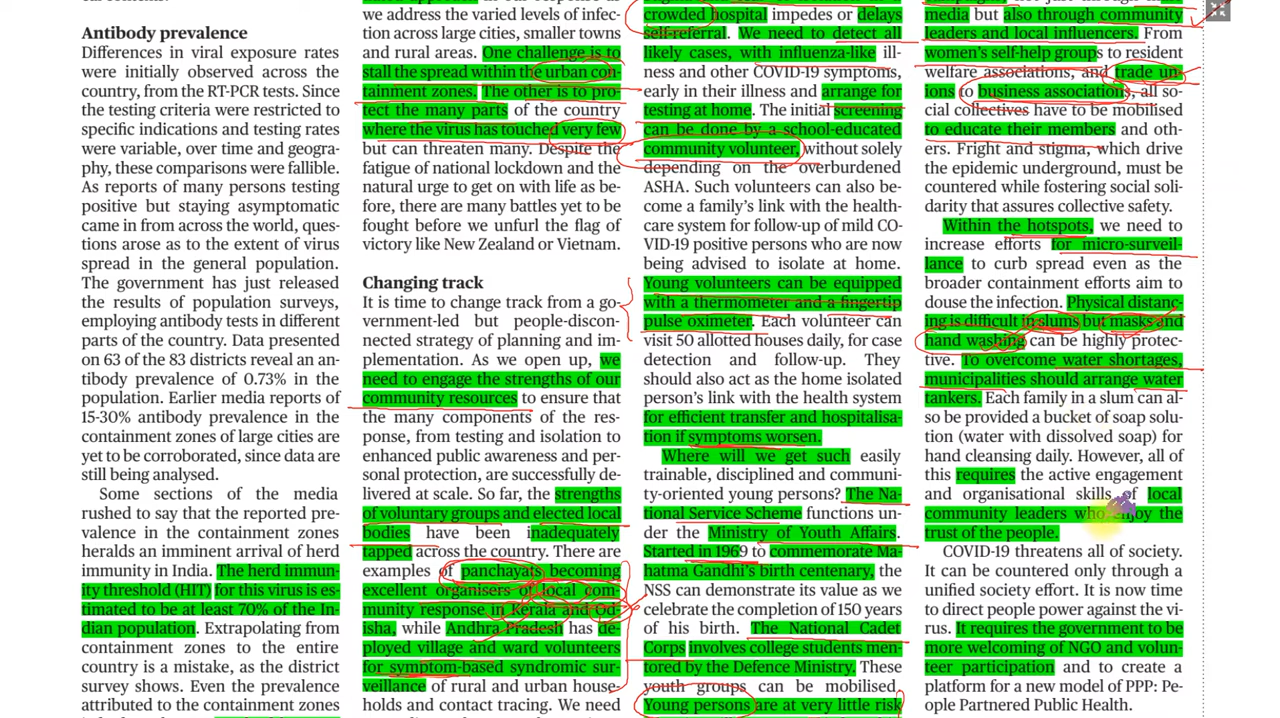 Antibody prevalence
Differences in viral exposure rates
were initially observed across the
country, from the RT-PCR tests. Since
the testing criteria were restricted to
specific indications and testing rates
were variable, over time and geogra-
phy, these comparisons were fallible.
As reports of many persons testing
positive but staying asymptomatic
came in from across the world, ques-
tions arose as to the extent of virus
spread in the general population.
The government has just released
the results of population surveys,
employing antibody tests in different
parts of the country. Data presented
on 63 of the 83 districts reveal an an-
tibody prevalence of 0.73% in the
population. Earlier media reports of
15-30% antibody prevalence in the
containment zones of large cities are
yet to be corroborated, since data are
still being analysed.
Some sections of the media
rushed to say that the reported pre-
valence in the containment zones
heralds an imminent arrival of herd
immunity in India. The herd immun-
ity threshold (HIT) for this virus is es-
timated to be at least 70% of the In-
dian population. Extrapolating from
containment zones to the entire
country is a mistake, as the district
survey shows. Even the prevalence
attributed to the containment zones
we address the varied levels of infec-
tion across large cities, smaller towns
and rural areas. One challenge is to
stall the spread within the urban con-
tainment zones. The other is to pro-
tect the many parts of the country
where the virus has touched very few
but can threaten many. Despite the
fatigue of national lockdown and the
natural urge to get on with life as be-
fore, there are many battles yet to be
fought before we unfurl the flag of
victory like New Zealand or Vietnam.
Changing track
It is time to change track from a go-
vernment-led but people-discon-
nected strategy of planning and im-
plementation. As we open up, we
need to engage the strengths of our
community resources to ensure that
the many components of the res-
ponse, from testing and isolation to
enhanced public awareness and per-
sonal protection, are successfully de-
livered at scale. So far, the strengths
of voluntary groups and elected local
bodies have been inadequately
tapped across the country. There are
examples of panchayats becoming
excellent organisers of local com-
munity response in Kerala and Od-
isha, while Andhra Pradesh has de-
ployed village and ward volunteers
for symptom-based syndromic sur-
veillance of rural and urban house-
holds and contact tracing. We need
crowded hospital impedes or delays
self-referral. We need to detect all
likely cases, with influenza-like ill-
ness and other COVID-19 symptoms,
early in their illness and arrange for
testing at home. The initial screening
can be done by a school-educated
community volunteer, without solely
depending on the overburdened
ASHA. Such volunteers can also be-
come a family's link with the health-
care system for follow-up of mild CO-
VID-19 positive persons who are now
being advised to isolate at home.
Young volunteers can be equipped
with a thermometer and a fingertip
pulse oximeter. Each volunteer can
visit 50 allotted houses daily, for case
detection and follow-up. They
should also act as the home isolated
person's link with the health system
for efficient transfer and hospitalisa-
tion if symptoms worsen.
Where will we get such easily
trainable, disciplined and communi-
ty-oriented young persons? The Na-
tional Service Scheme functions un-
der the Ministry of Youth Affairs.
Started in 1969 to commemorate Ma-
hatma Gandhi's birth centenary, the
NSS can demonstrate its value as we
celebrate the completion of 150 years
of his birth. The National Cadet
Corps involves college students men-
tored by the Defence Ministry. These
youth groups can be mobilised.
Young persons are at very little risk
media but also through community
leaders and local influencers. From
women's self-help groups to resident
welfare associations, and trade un-
ions to business associations, all so-
cial collectives have to be mobilised
to educate their members and oth-
ers. Fright and stigma, which drive
the epidemic underground, must be
countered while fostering social soli-
darity that assures collective safety.
Within the hotspots, we need to
increase efforts for micro-surveil-
lance to curb spread even as the
broader containment efforts aim to
douse the infection. Physical distanc-
ing is difficult in slums but masks and
hand washing can be highly protec-
tive. To overcome water shortages,
municipalities should arrange water
tankers. Each family in a slum can al-
so be provided a bucket of soap solu-
tion (water with dissolved soap) for
hand cleansing daily. However, all of
this requires the active engagement
and organisational skills of local
community leaders who enjoy the
trust of the people.
COVID-19 threatens all of society.
It can be countered only through a
unified society effort. It is now time
to direct people power against the vi-
rus. It requires the government to be
more welcoming of NGO and volun-
teer participation and to create a
platform for a new model of PPP: Pe-
ople Partnered Public Health.